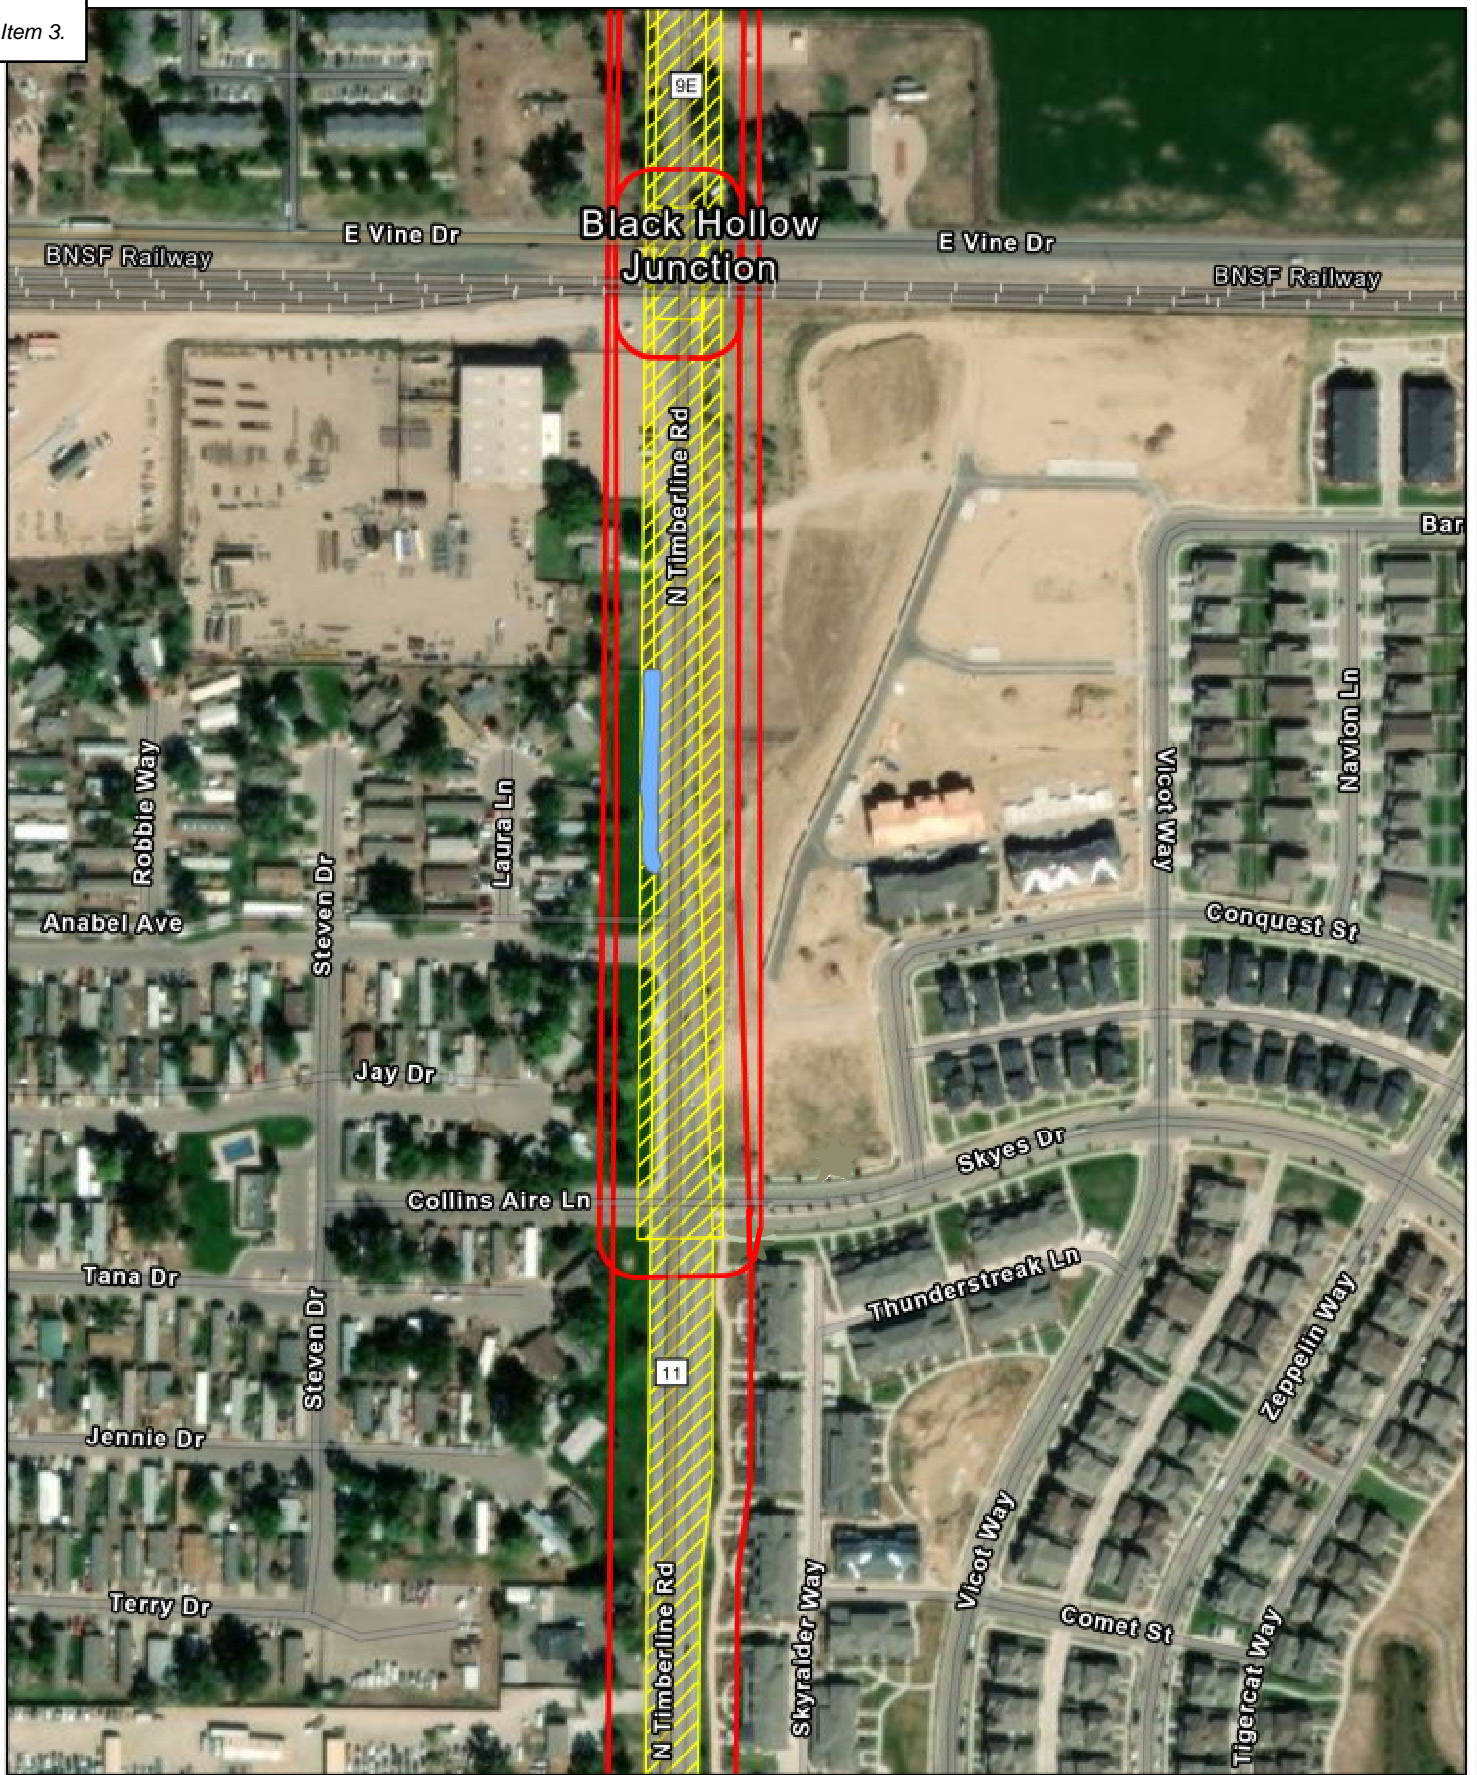 Item 3.
9E
Black Hollow
Junction
E Vine Dr
E Vine Dr
BNSF Railway
BNSF Railway
N Timberline Rd
Bar
Navion Ln
Robbie Way
Laura Ln
Vicot Way
Steven Dr
Anabel Ave
Conquest St
Jay Dr
Skyes Dr
Collins Aire Ln
Tana Dr
Thunderstreak Ln
Steven Dr
Zeppelin Way
11
Jennie Dr
Vicot Way
Terry Dr
N Timberline Rd
Skyraider Way
Comet St
Tigercat Way